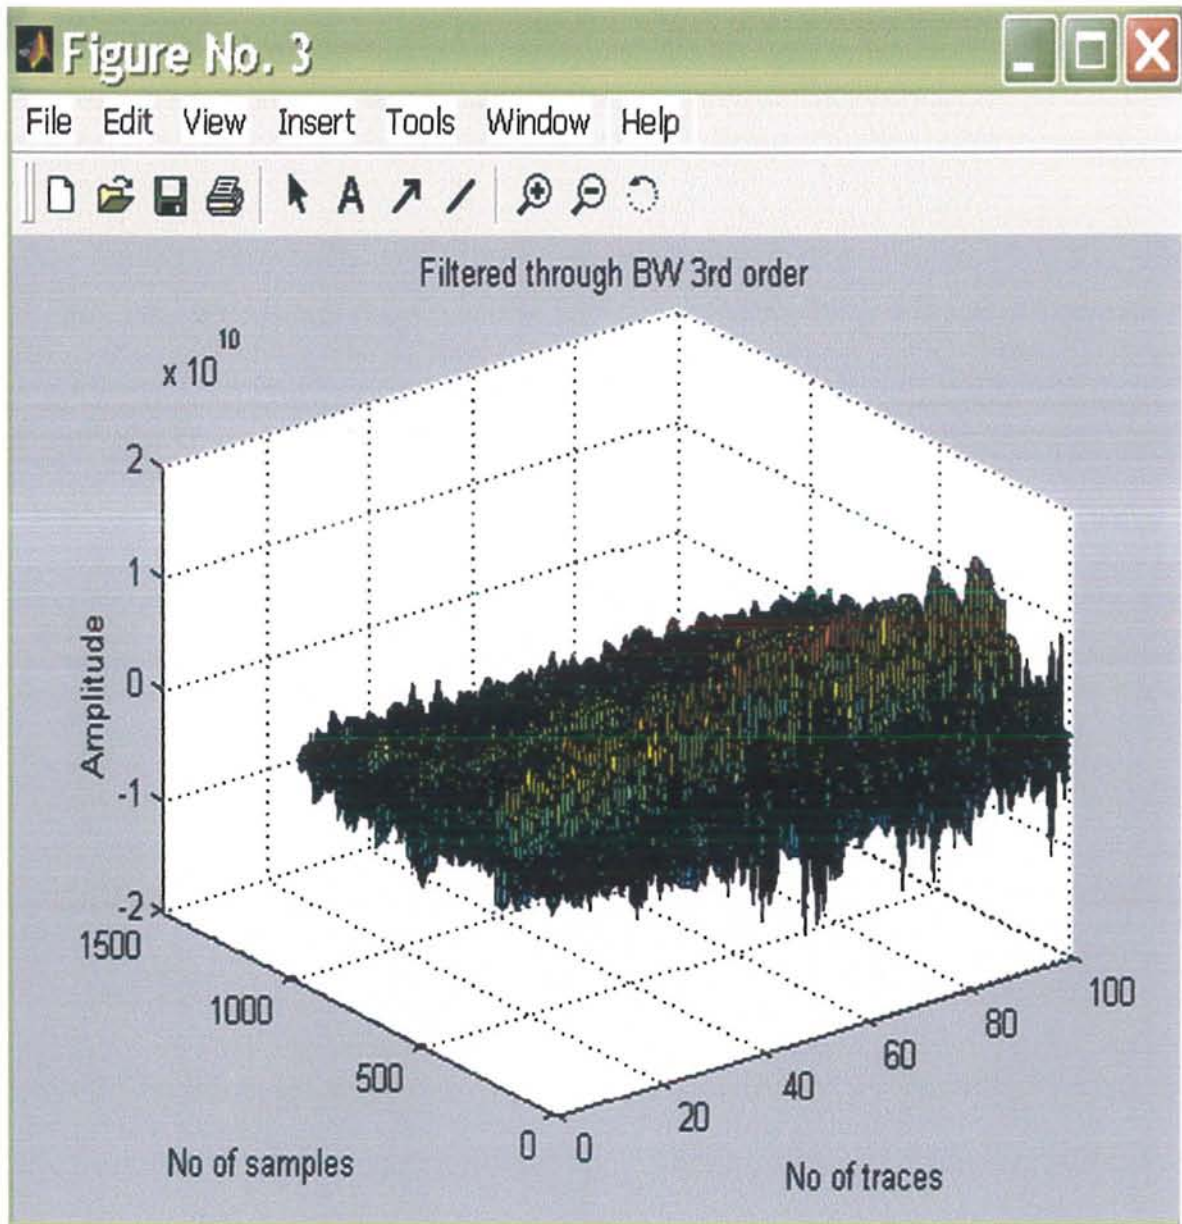 Figure No. 3
File Edit View Insert Tools Window Help
A
Filtered through BW 3rd order
x 10
10
2
1
0
-1
-2
Amplitude
1500
1000
500
0
No of samples
0
20
40
60
80
100
No of traces